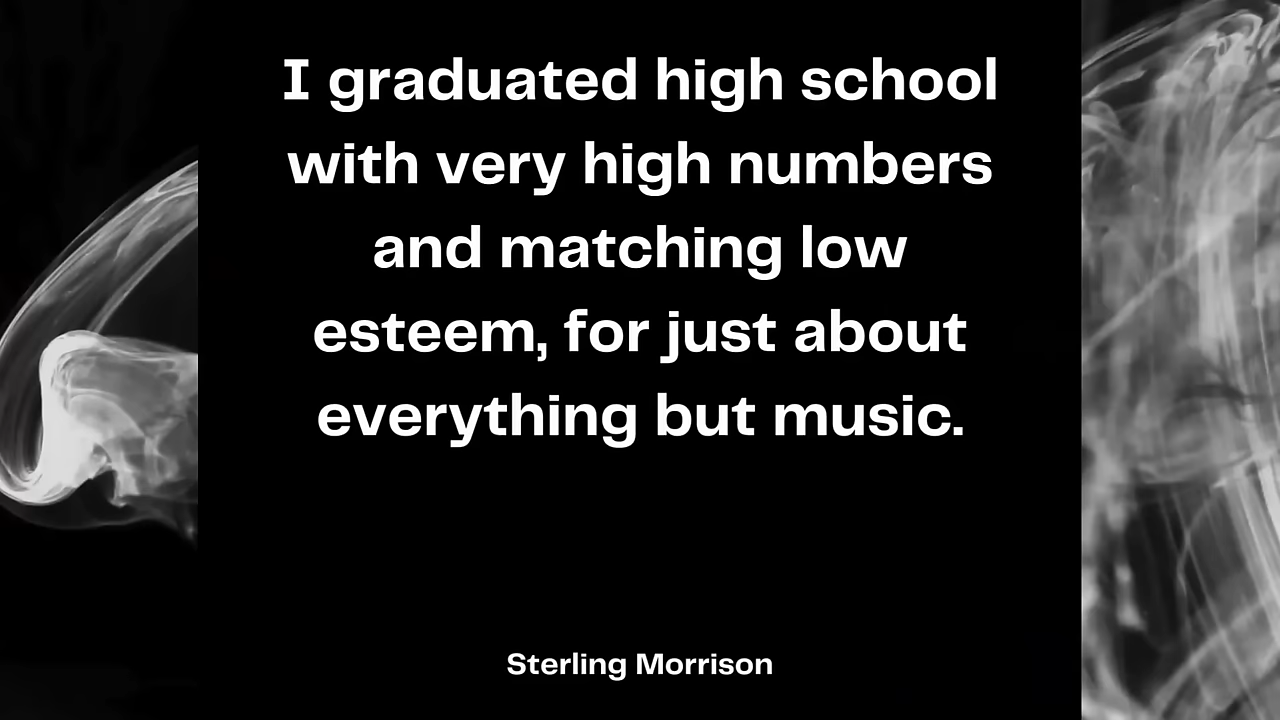 I graduated high school
with very high numbers
and matching low
esteem, for just about
everything but music.
Sterling Morrison